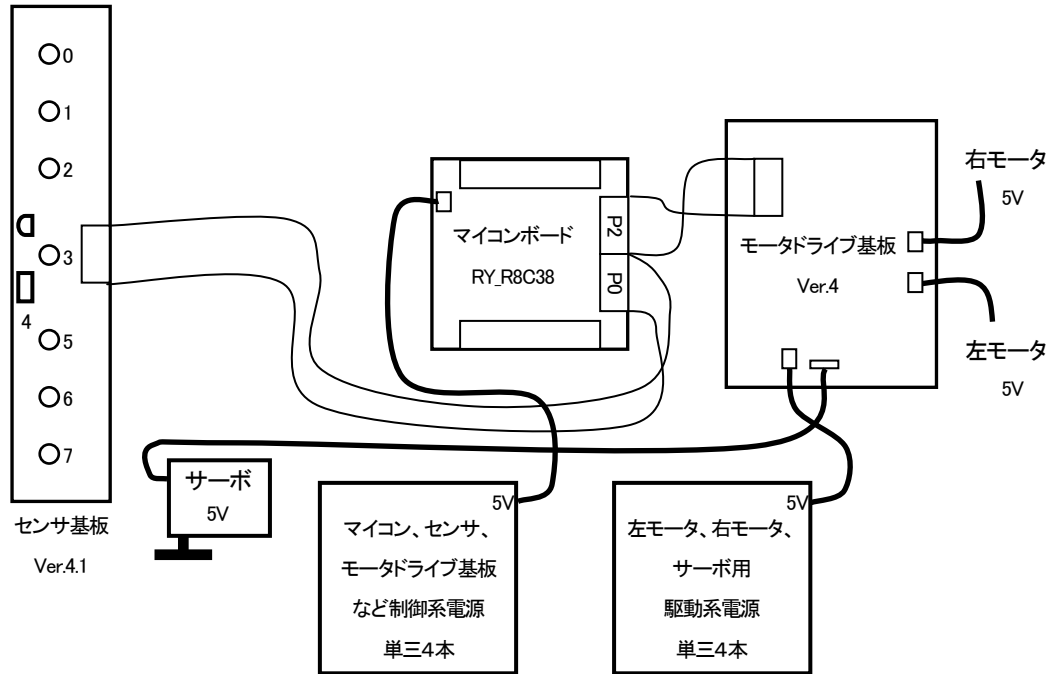 0
1
2
3
4
5
6
7
センサ基板
Ver.4.1
サーボ
5V
マイコンボード
RY_R8C38
P2
P0
モータドライブ基板
Ver.4
右モータ
5V
左モータ
5V
5V
マイコン、センサ、
モータドライブ基板
など制御系電源
単三4本
5V
左モータ、右モータ、
サーボ用
駆動系電源
単三4本